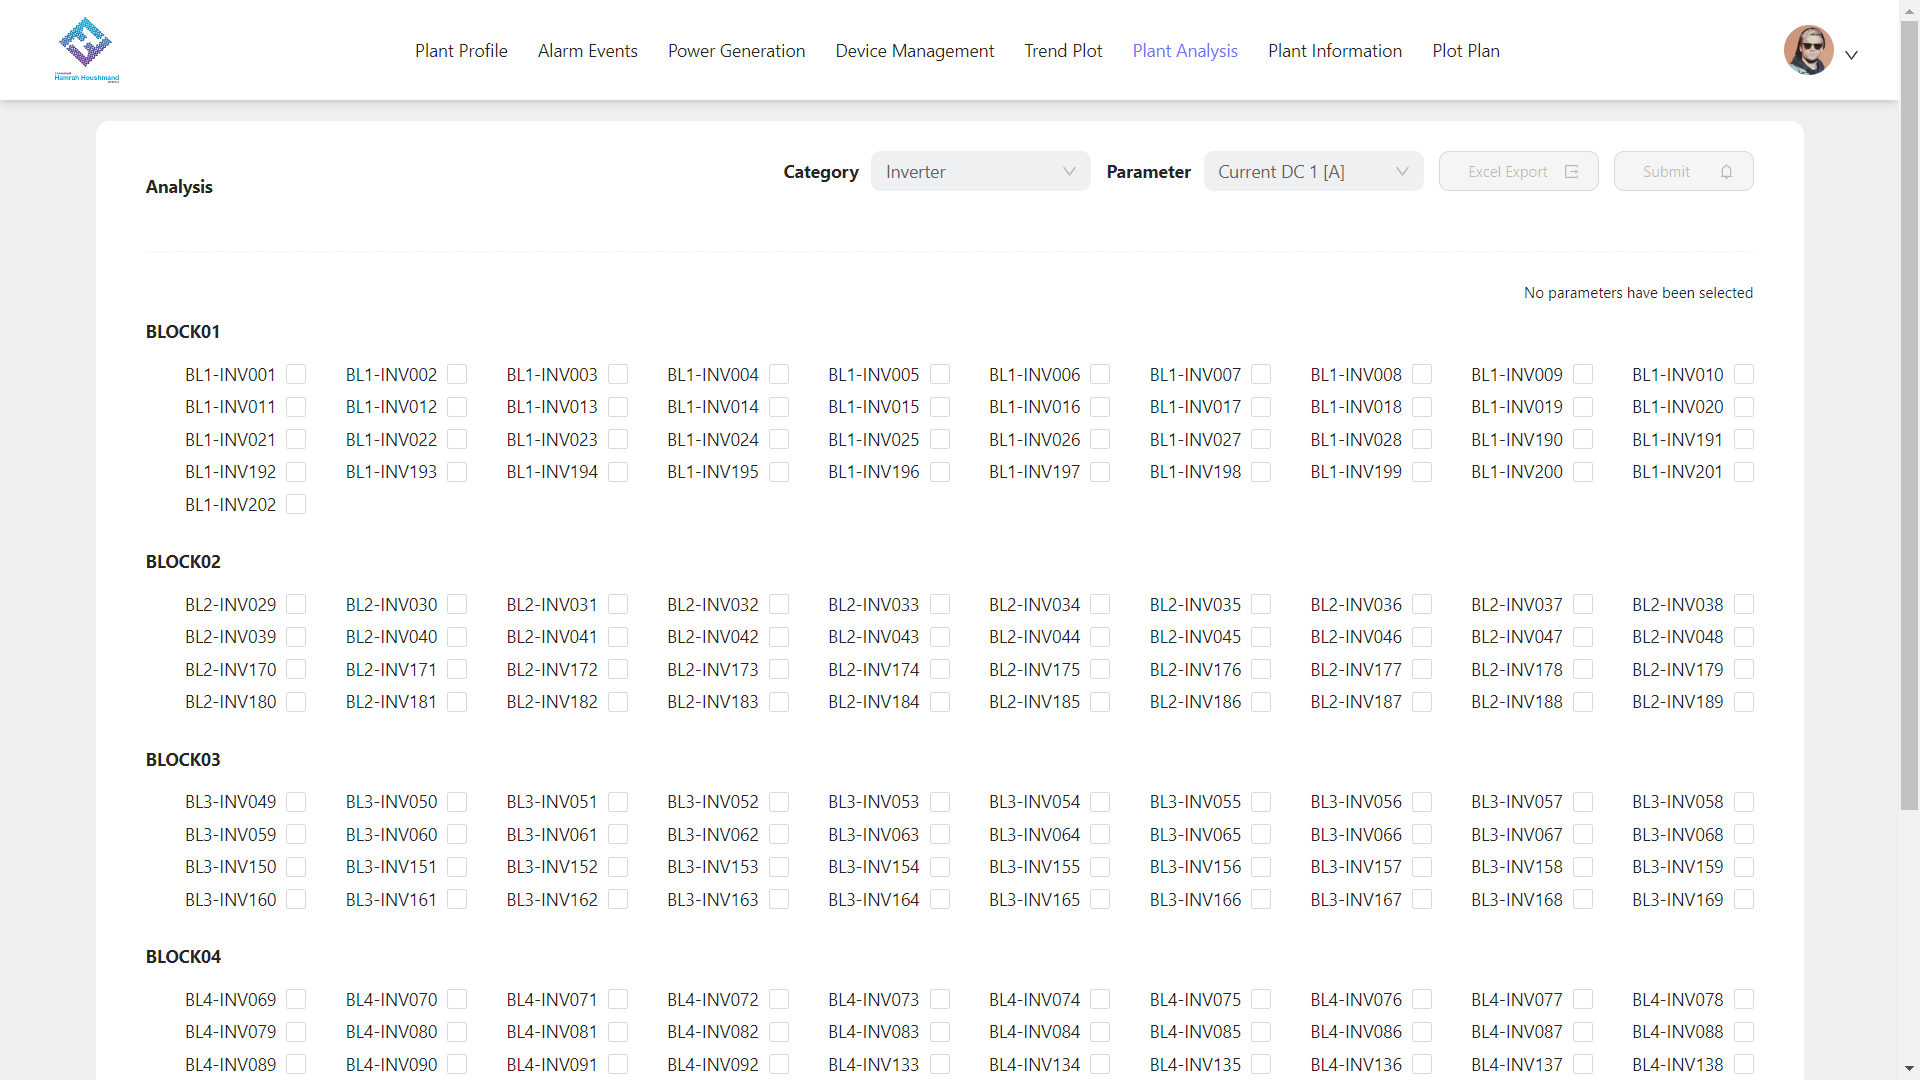 Hamrah Houshmand
Plant Profile Alarm Events Power Generation Device Management Trend Plot Plant Analysis Plant Information Plot Plan
Analysis Category Inverter Parameter Current DC 1 [A] Excel Export Submit
No parameters have been selected
BLOCK01
BL1-INV001 BL1-INV002 BL1-INV003 BL1-INV004 BL1-INV005 BL1-INV006 BL1-INV007 BL1-INV008 BL1-INV009 BL1-INV010
BL1-INV011 BL1-INV012 BL1-INV013 BL1-INV014 BL1-INV015 BL1-INV016 BL1-INV017 BL1-INV018 BL1-INV019 BL1-INV020
BL1-INV021 BL1-INV022 BL1-INV023 BL1-INV024 BL1-INV025 BL1-INV026 BL1-INV027 BL1-INV028 BL1-INV190 BL1-INV191
BL1-INV192 BL1-INV193 BL1-INV194 BL1-INV195 BL1-INV196 BL1-INV197 BL1-INV198 BL1-INV199 BL1-INV200 BL1-INV201
BL1-INV202
BLOCK02
BL2-INV029 BL2-INV030 BL2-INV031 BL2-INV032 BL2-INV033 BL2-INV034 BL2-INV035 BL2-INV036 BL2-INV037 BL2-INV038
BL2-INV039 BL2-INV040 BL2-INV041 BL2-INV042 BL2-INV043 BL2-INV044 BL2-INV045 BL2-INV046 BL2-INV047 BL2-INV048
BL2-INV170 BL2-INV171 BL2-INV172 BL2-INV173 BL2-INV174 BL2-INV175 BL2-INV176 BL2-INV177 BL2-INV178 BL2-INV179
BL2-INV180 BL2-INV181 BL2-INV182 BL2-INV183 BL2-INV184 BL2-INV185 BL2-INV186 BL2-INV187 BL2-INV188 BL2-INV189
BLOCK03
BL3-INV049 BL3-INV050 BL3-INV051 BL3-INV052 BL3-INV053 BL3-INV054 BL3-INV055 BL3-INV056 BL3-INV057 BL3-INV058
BL3-INV059 BL3-INV060 BL3-INV061 BL3-INV062 BL3-INV063 BL3-INV064 BL3-INV065 BL3-INV066 BL3-INV067 BL3-INV068
BL3-INV150 BL3-INV151 BL3-INV152 BL3-INV153 BL3-INV154 BL3-INV155 BL3-INV156 BL3-INV157 BL3-INV158 BL3-INV159
BL3-INV160 BL3-INV161 BL3-INV162 BL3-INV163 BL3-INV164 BL3-INV165 BL3-INV166 BL3-INV167 BL3-INV168 BL3-INV169
BLOCK04
BL4-INV069 BL4-INV070 BL4-INV071 BL4-INV072 BL4-INV073 BL4-INV074 BL4-INV075 BL4-INV076 BL4-INV077 BL4-INV078
BL4-INV079 BL4-INV080 BL4-INV081 BL4-INV082 BL4-INV083 BL4-INV084 BL4-INV085 BL4-INV086 BL4-INV087 BL4-INV088
BL4-INV089 BL4-INV090 BL4-INV091 BL4-INV092 BL4-INV133 BL4-INV134 BL4-INV135 BL4-INV136 BL4-INV137 BL4-INV138